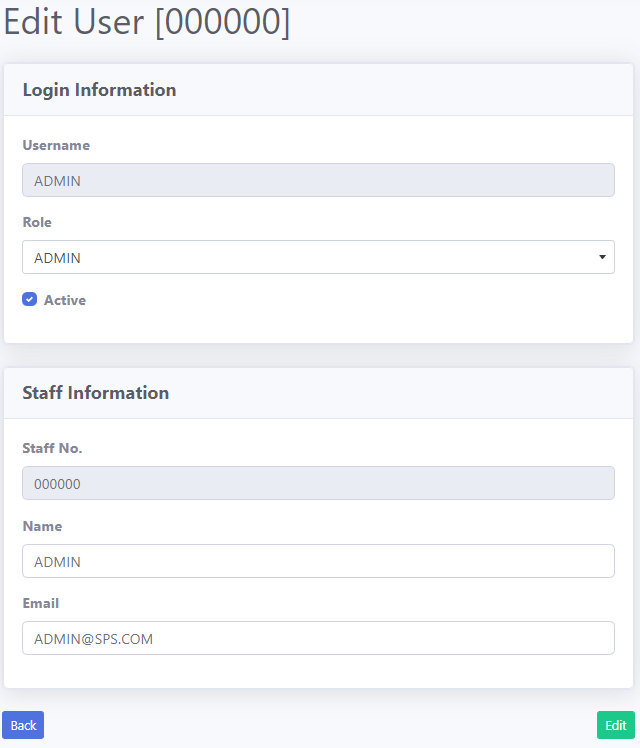 Edit User [000000]
Login Information
Username
ADMIN
Role
ADMIN
Active
Staff Information
Staff No.
000000
Name
ADMIN
Email
ADMIN@SPS.COM
Back
Edit